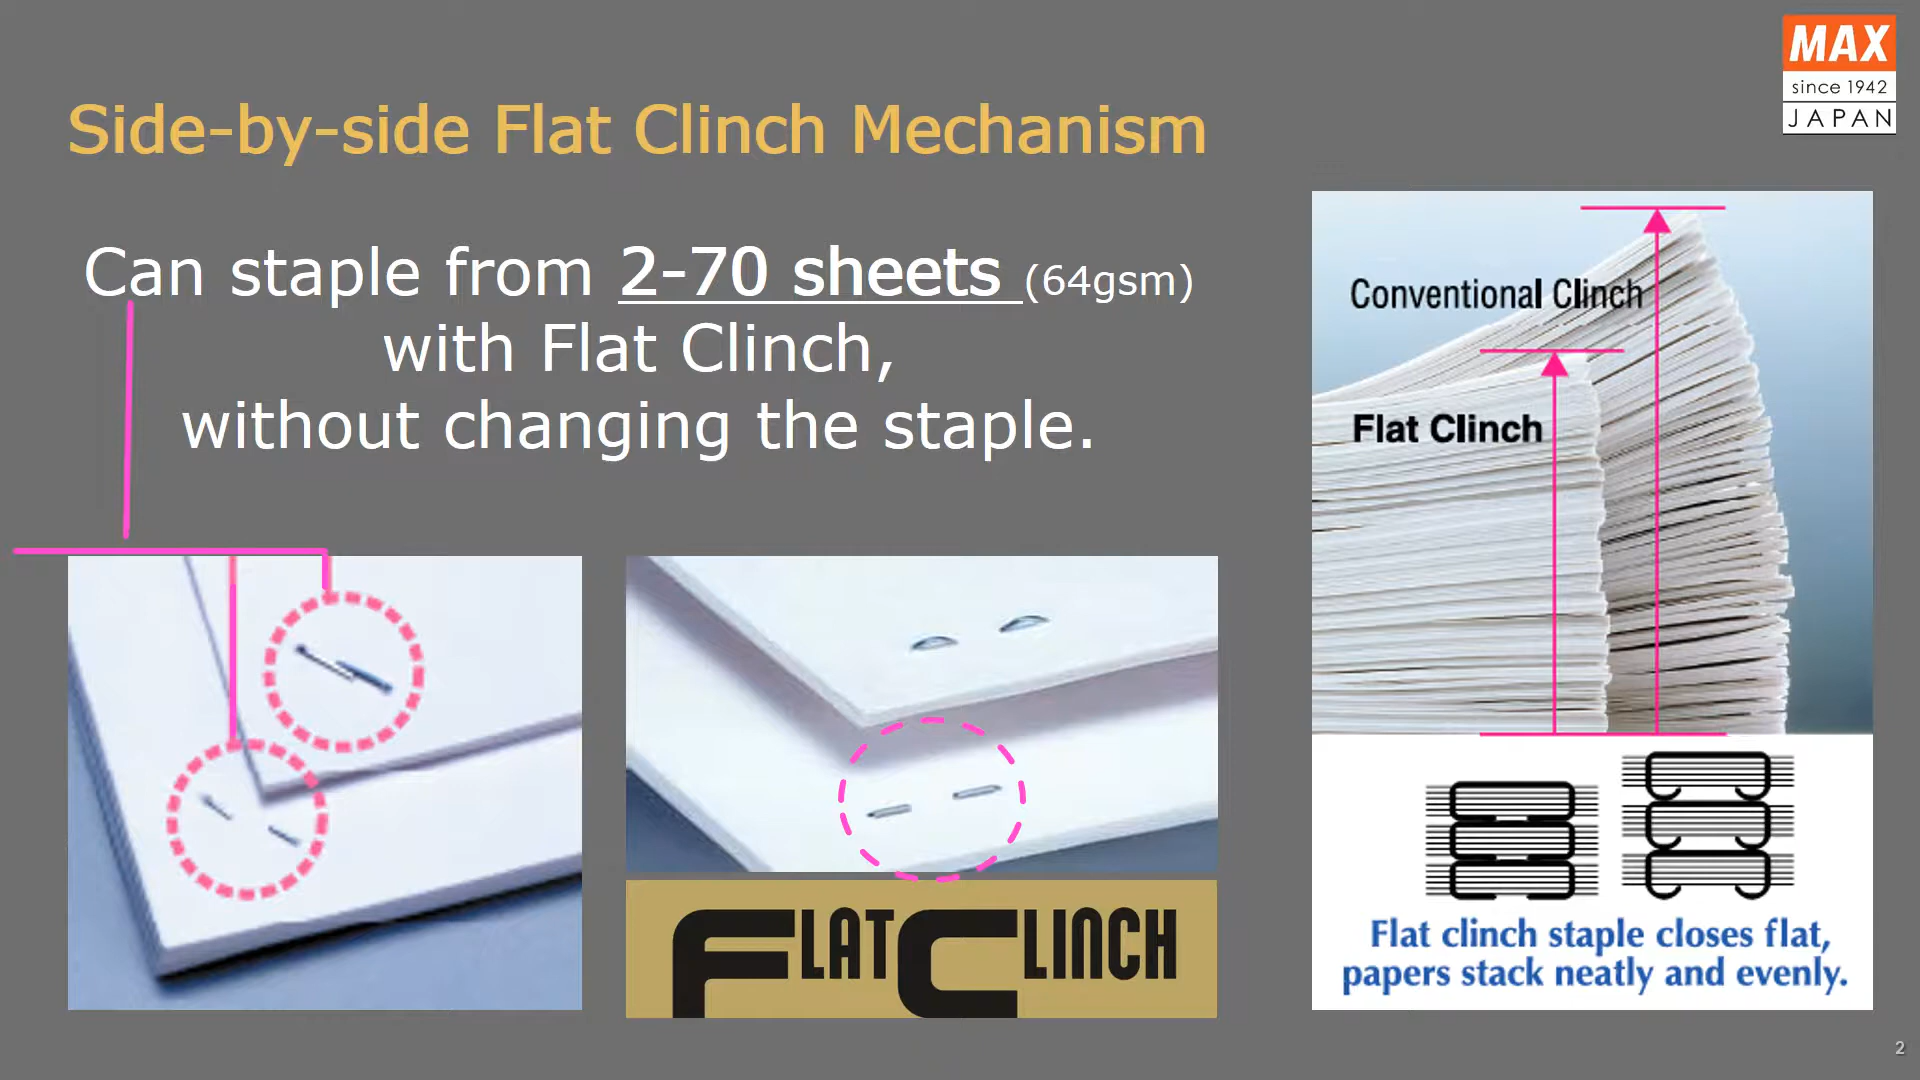 MAX
since 1942
JAPAN
Side-by-side Flat Clinch Mechanism
Can staple from 2-70 sheets (64gsm)
with Flat Clinch,
without changing the staple.
Conventional Clinch
Flat Clinch
FLAT CLINCH
Flat clinch staple closes flat,
papers stack neatly and evenly.
2